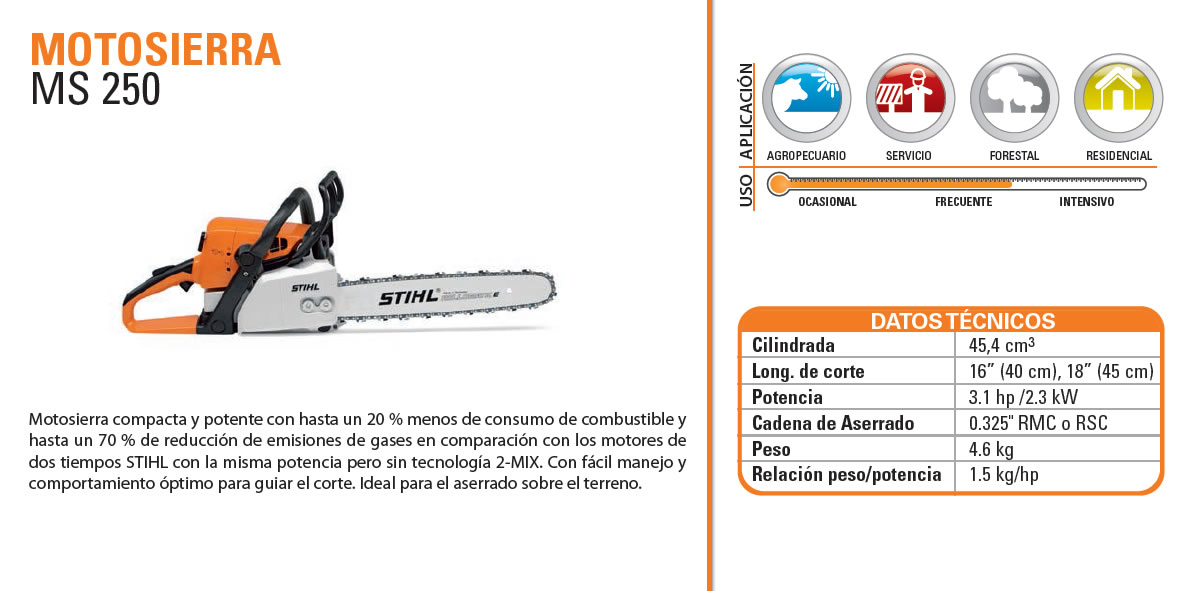 MOTOSIERRA
MS 250
STIHL
STIHL®
E
Motosierra compacta y potente con hasta un 20 % menos de consumo de combustible y
hasta un 70 % de reducción de emisiones de gases en comparación con los motores de
dos tiempos STIHL con la misma potencia pero sin tecnología 2-MIX. Con fácil manejo y
comportamiento óptimo para guiar el corte. Ideal para el aserrado sobre el terreno.
APLICACIÓN
AGROPECUARIO SERVICIO FORESTAL RESIDENCIAL
USO
OCASIONAL FRECUENTE INTENSIVO
DATOS TÉCNICOS
Cilindrada 45,4 cm³
Long. de corte 16” (40 cm), 18” (45 cm)
Potencia 3.1 hp /2.3 kW
Cadena de Aserrado 0.325" RMC o RSC
Peso 4.6 kg
Relación peso/potencia 1.5 kg/hp